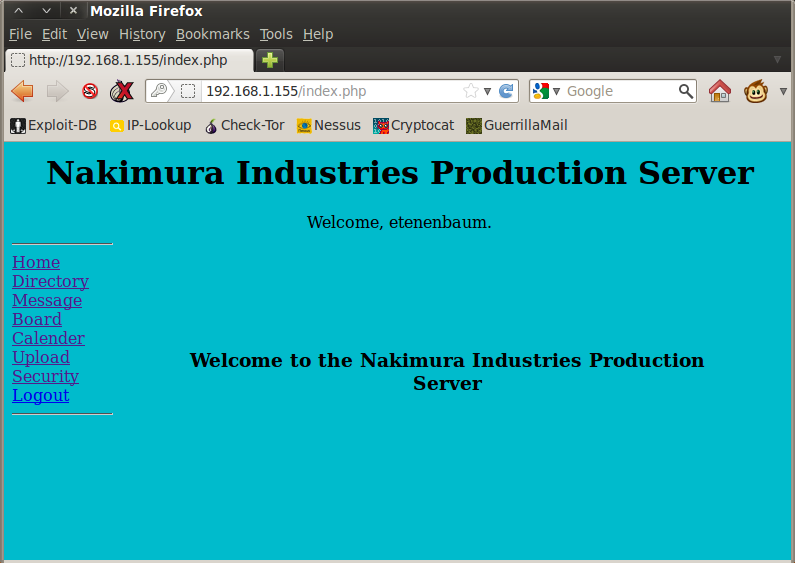 Mozilla Firefox
File Edit View History Bookmarks Tools Help
http://192.168.1.155/index.php
192.168.1.155/index.php
Google
Exploit-DB IP-Lookup Check-Tor Nessus Cryptocat GuerrillaMail
Nakimura Industries Production Server
Welcome, etenenbaum.
Home
Directory
Message
Board
Calender
Upload
Security
Logout
Welcome to the Nakimura Industries Production
Server